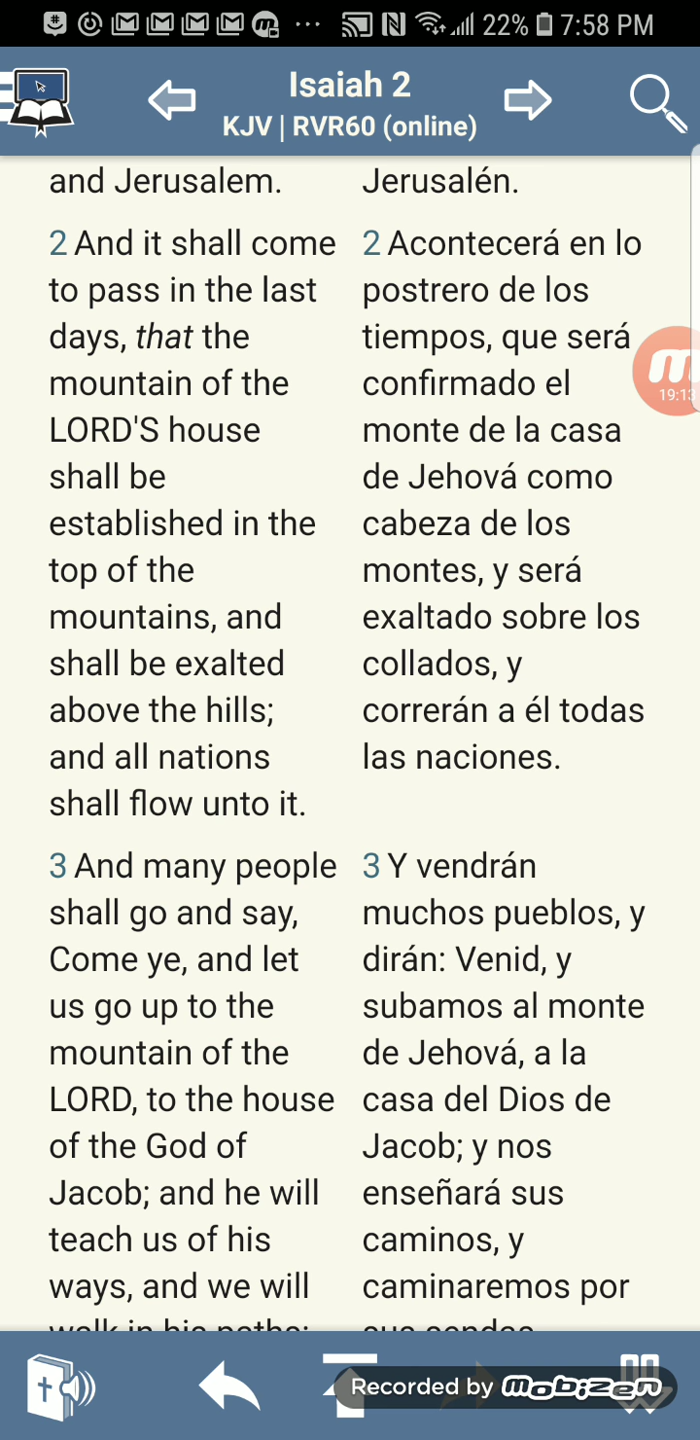 22% 7:58 PM
Isaiah 2
KJV | RVR60 (online)
and Jerusalem.
2 And it shall come
to pass in the last
days, that the
mountain of the
LORD'S house
shall be
established in the
top of the
mountains, and
shall be exalted
above the hills;
and all nations
shall flow unto it.
3 And many people
shall go and say,
Come ye, and let
us go up to the
mountain of the
LORD, to the house
of the God of
Jacob; and he will
teach us of his
ways, and we will
walk in his paths:
Jerusalén.
2 Acontecerá en lo
postrero de los
tiempos, que será
confirmado el
monte de la casa
de Jehová como
cabeza de los
montes, y será
exaltado sobre los
collados, y
correrán a él todas
las naciones.
3 Y vendrán
muchos pueblos, y
dirán: Venid, y
subamos al monte
de Jehová, a la
casa del Dios de
Jacob; y nos
enseñará sus
caminos, y
caminaremos por
sus sendas
m
19:13
Recorded by Mobizen